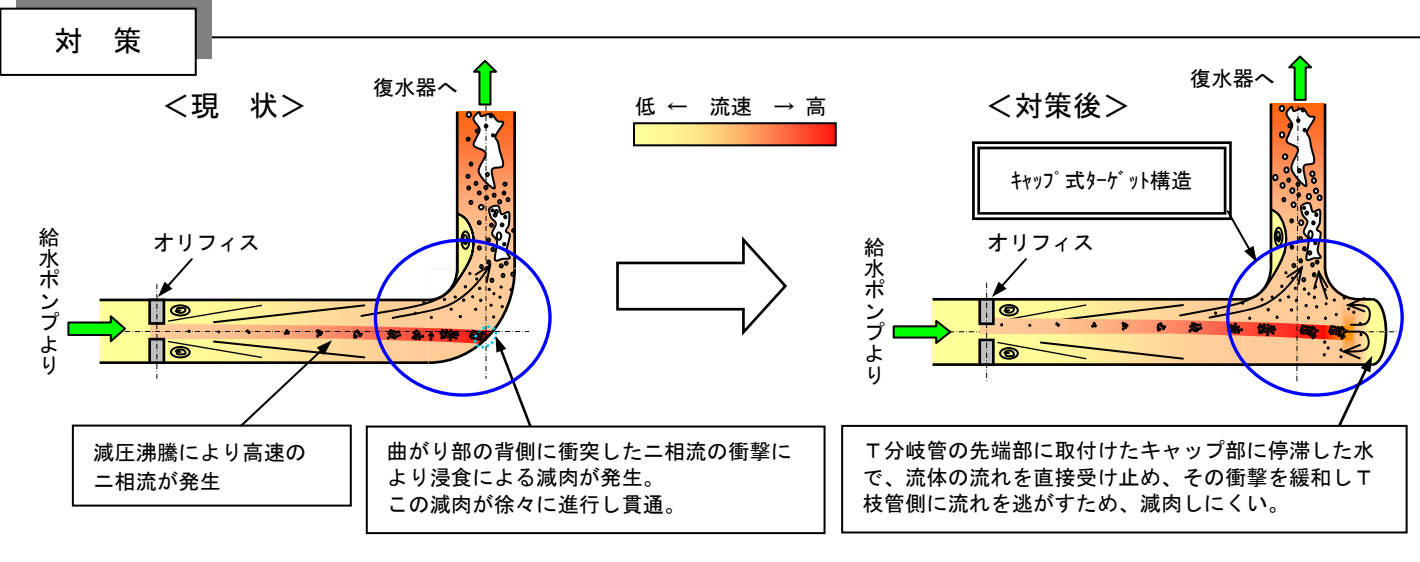 対　策
＜現　状＞
復水器へ
低 ← 流速 → 高
＜対策後＞
復水器へ
ｷｬｯﾌﾟ式ﾀｰｹﾞｯﾄ構造
給水ポンプより
オリフィス
給水ポンプより
オリフィス
減圧沸騰により高速の
二相流が発生
曲がり部の背側に衝突した二相流の衝撃に
より浸食による減肉が発生。
この減肉が徐々に進行し貫通。
Ｔ分岐管の先端部に取付けたキャップ部に停滞した水
で、流体の流れを直接受け止め、その衝撃を緩和しＴ
枝管側に流れを逃がすため、減肉しにくい。